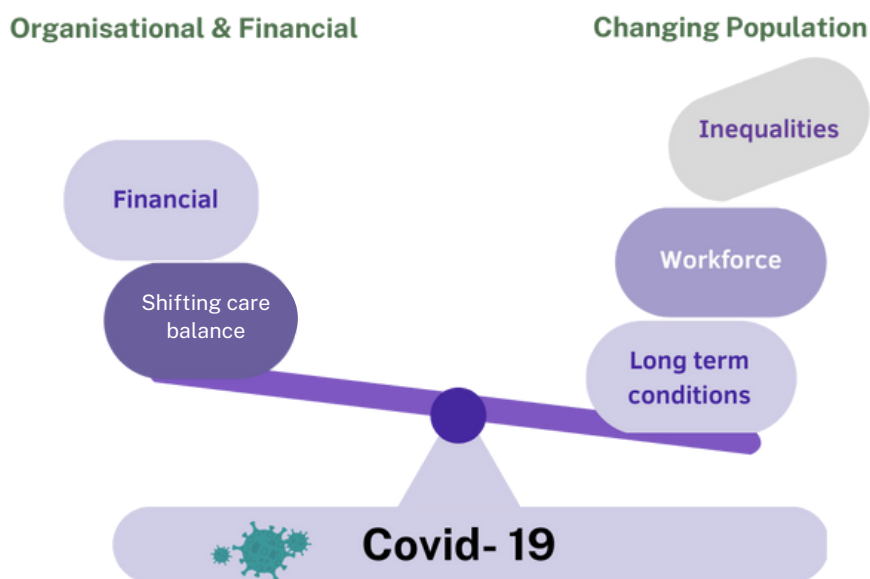 Organisational & Financial
Changing Population
Inequalities
Financial
Workforce
Shifting care
balance
Long term
conditions
Covid- 19